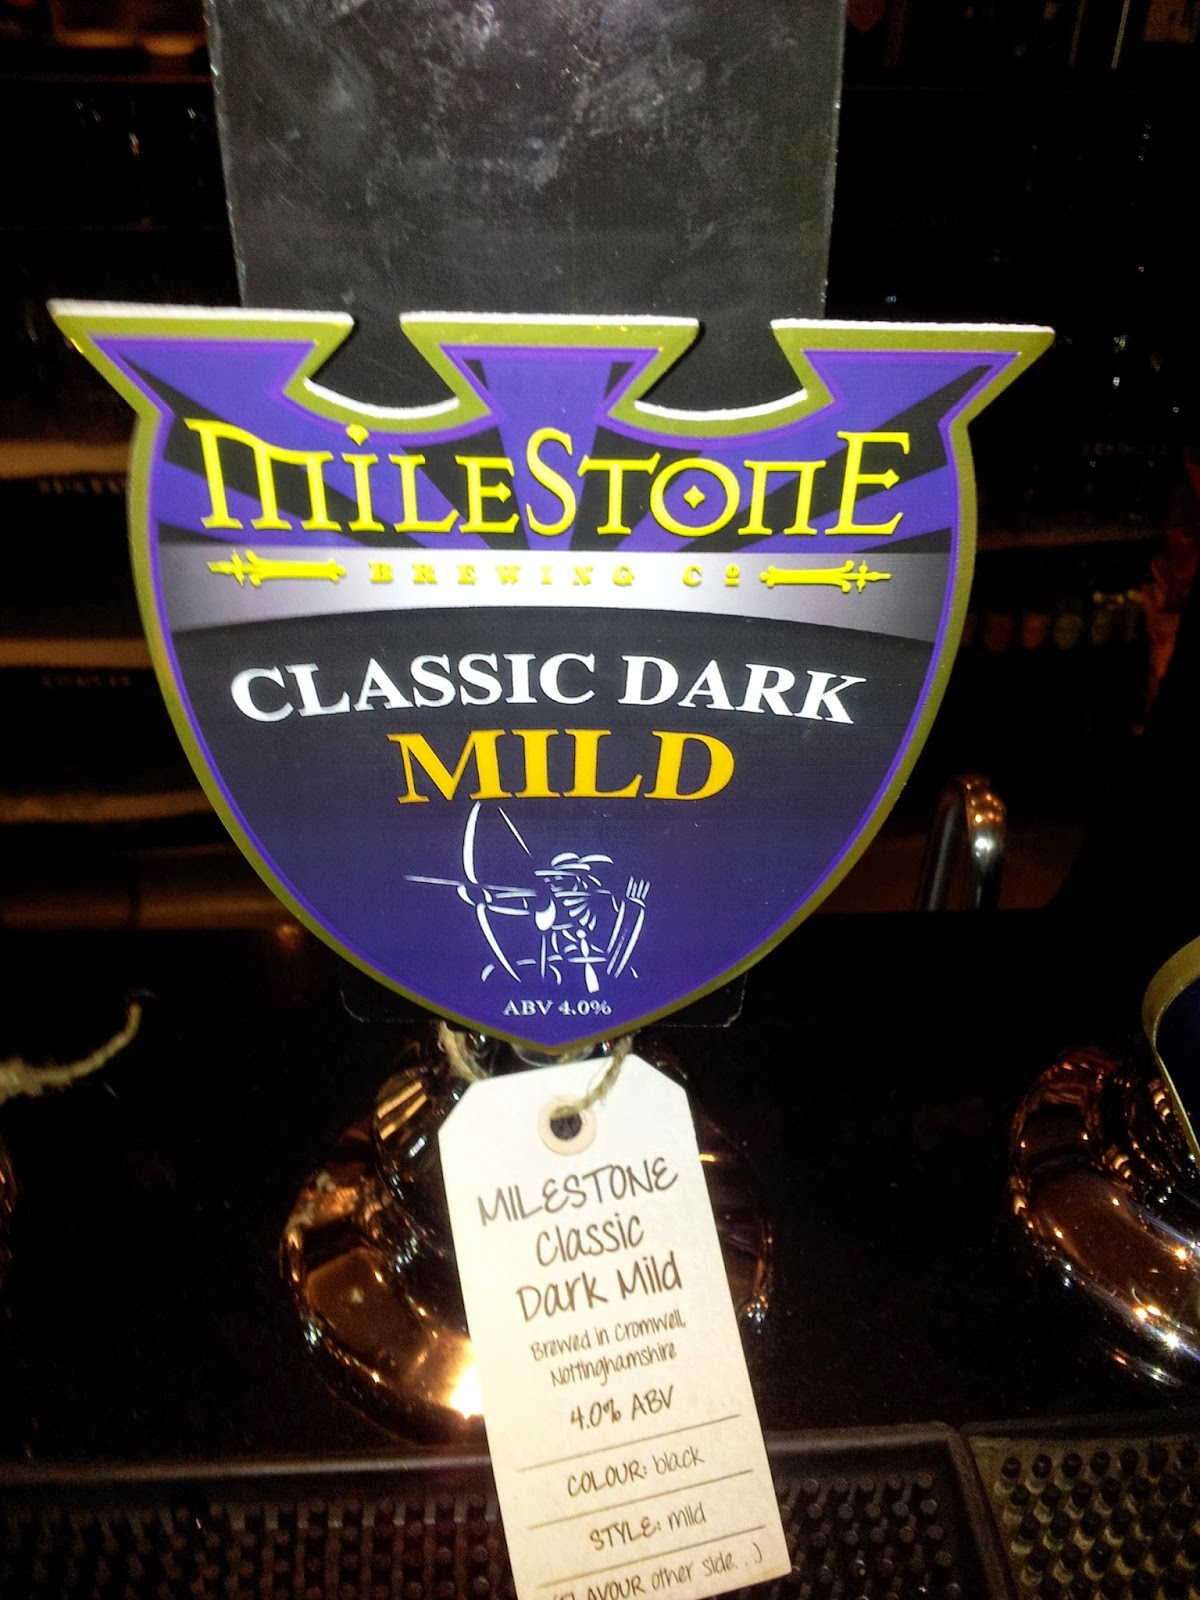 MILESTONE
BREWING Cº
CLASSIC DARK
MILD
ABV 4.0%
MILESTONE
Classic
Dark Mild
Brewed in Cromwell,
Nottinghamshire
4.0% ABV
COLOUR: black
STYLE: mild
(FLAVOUR other side. . .)